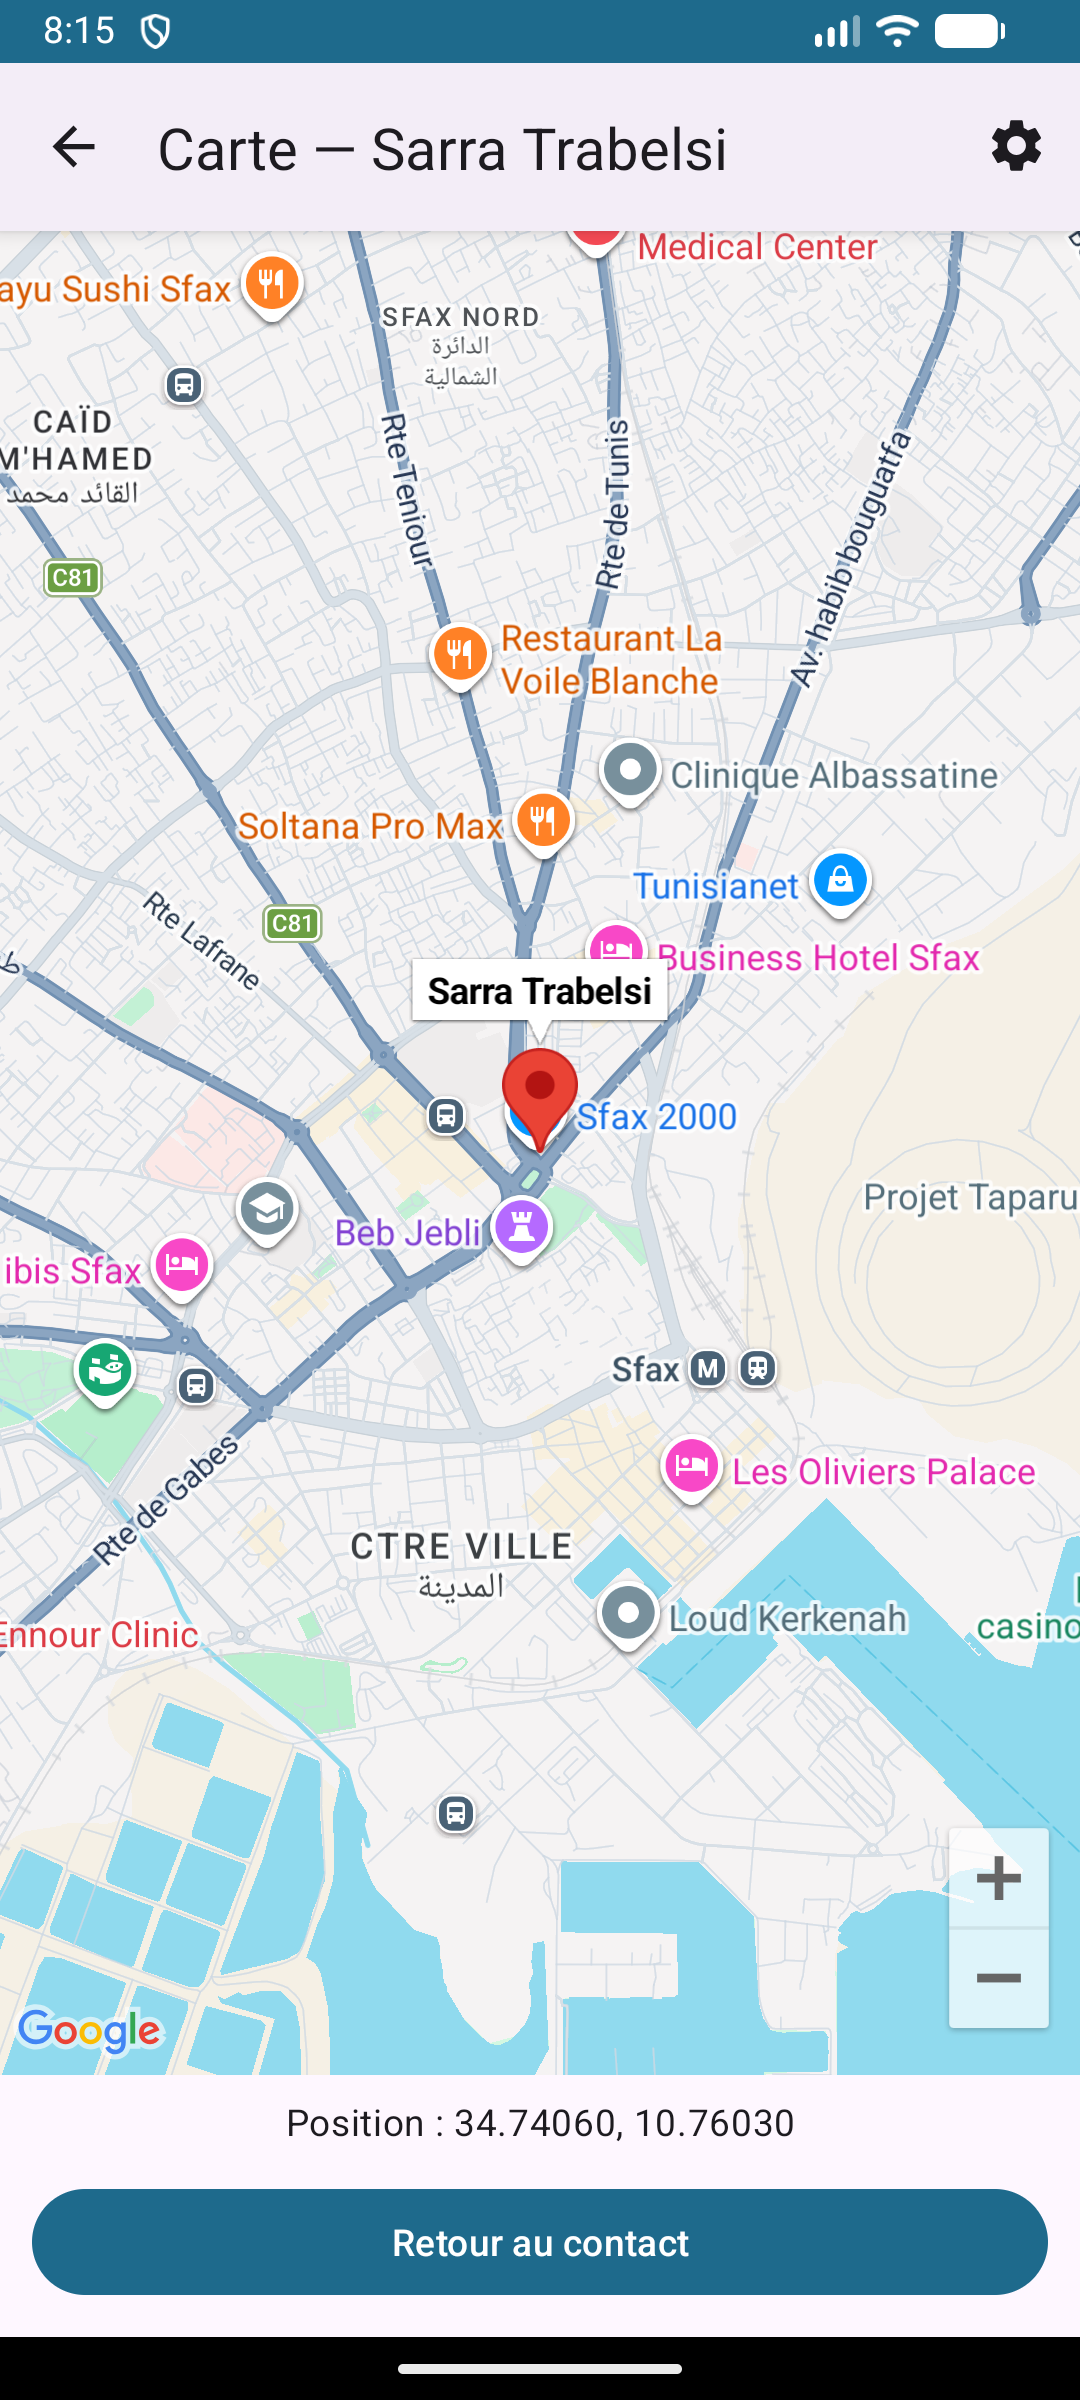 8:15
Carte — Sarra Trabelsi
Medical Center
ayu Sushi Sfax
SFAX NORD
الدائرة
الشمالية
CAÏD
M'HAMED
القائد محمد
Rte Teniour
Rte de Tunis
Av. habib bouguatfa
C81
Restaurant La
Voile Blanche
Clinique Albassatine
Soltana Pro Max
Tunisianet
C81
Rte Lafrane
Business Hotel Sfax
Sarra Trabelsi
Sfax 2000
Projet Taparu
Beb Jebli
ibis Sfax
Sfax M
Rte de Gabes
Les Oliviers Palace
CTRE VILLE
المدينة
Loud Kerkenah
casino
Ennour Clinic
+
−
Google
Position : 34.74060, 10.76030
Retour au contact